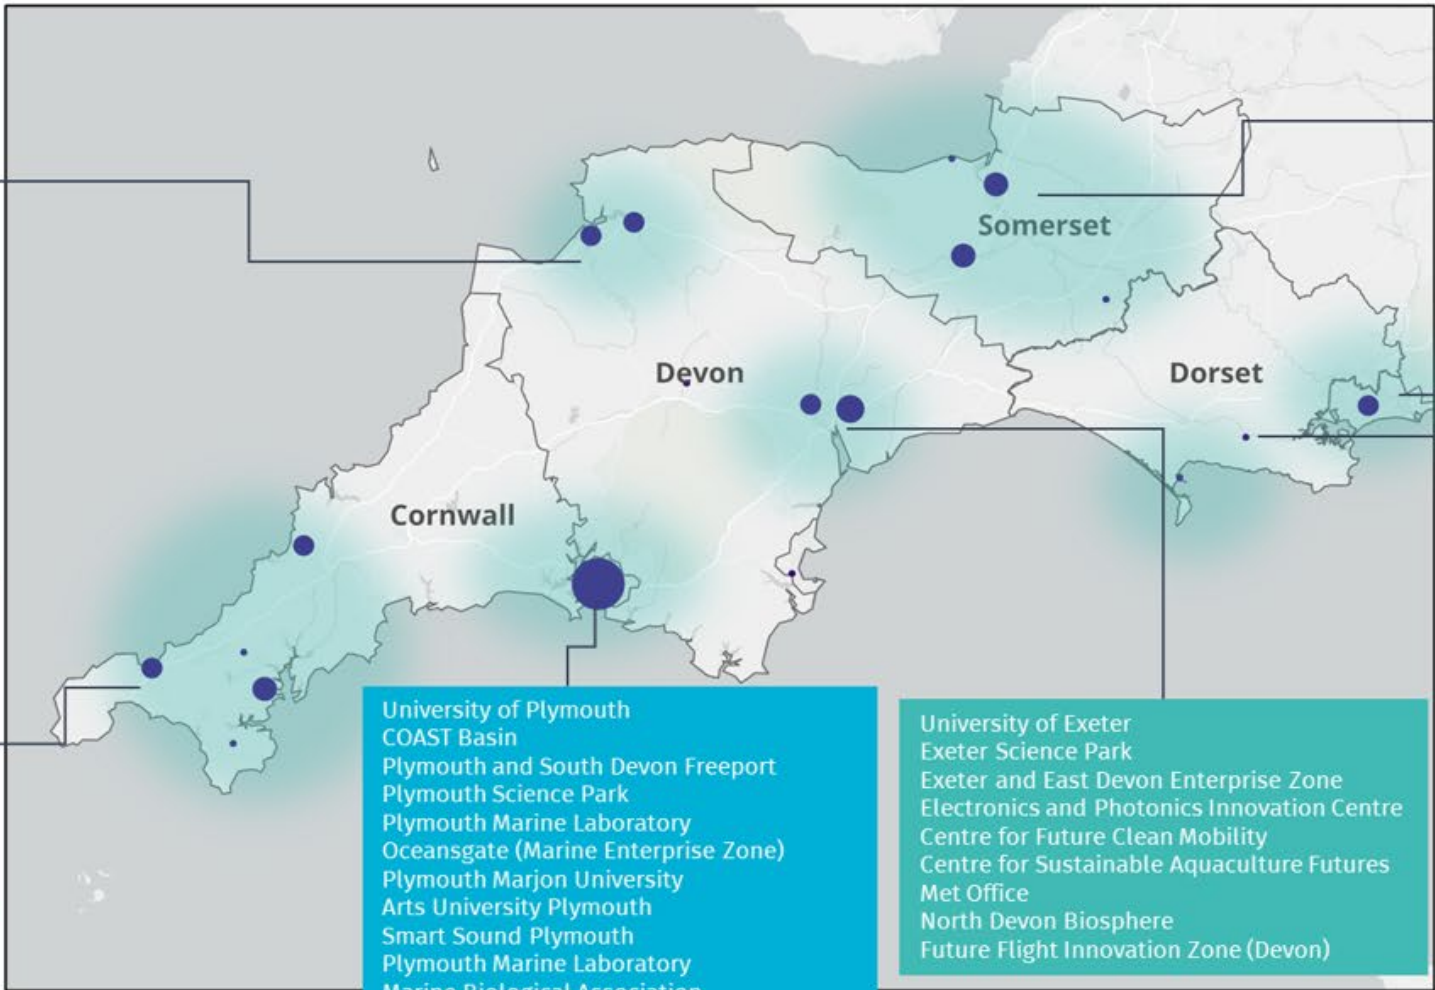 Somerset
Devon
Dorset
Cornwall
University of Plymouth
COAST Basin
Plymouth and South Devon Freeport
Plymouth Science Park
Plymouth Marine Laboratory
Oceansgate (Marine Enterprise Zone)
Plymouth Marjon University
Arts University Plymouth
Smart Sound Plymouth
Plymouth Marine Laboratory
Marine Biological Association
University of Exeter
Exeter Science Park
Exeter and East Devon Enterprise Zone
Electronics and Photonics Innovation Centre
Centre for Future Clean Mobility
Centre for Sustainable Aquaculture Futures
Met Office
North Devon Biosphere
Future Flight Innovation Zone (Devon)